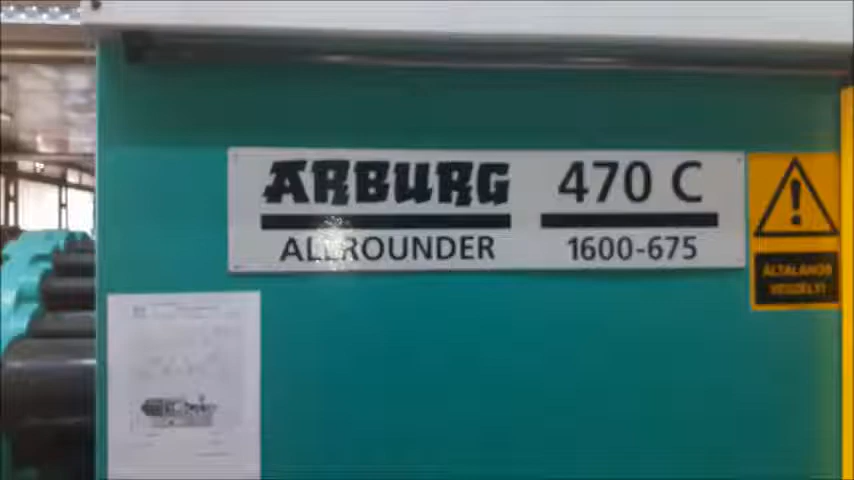 ARBURG 470 C
ALLROUNDER 1600-675
ÁLTALÁNOS
VESZÉLY!